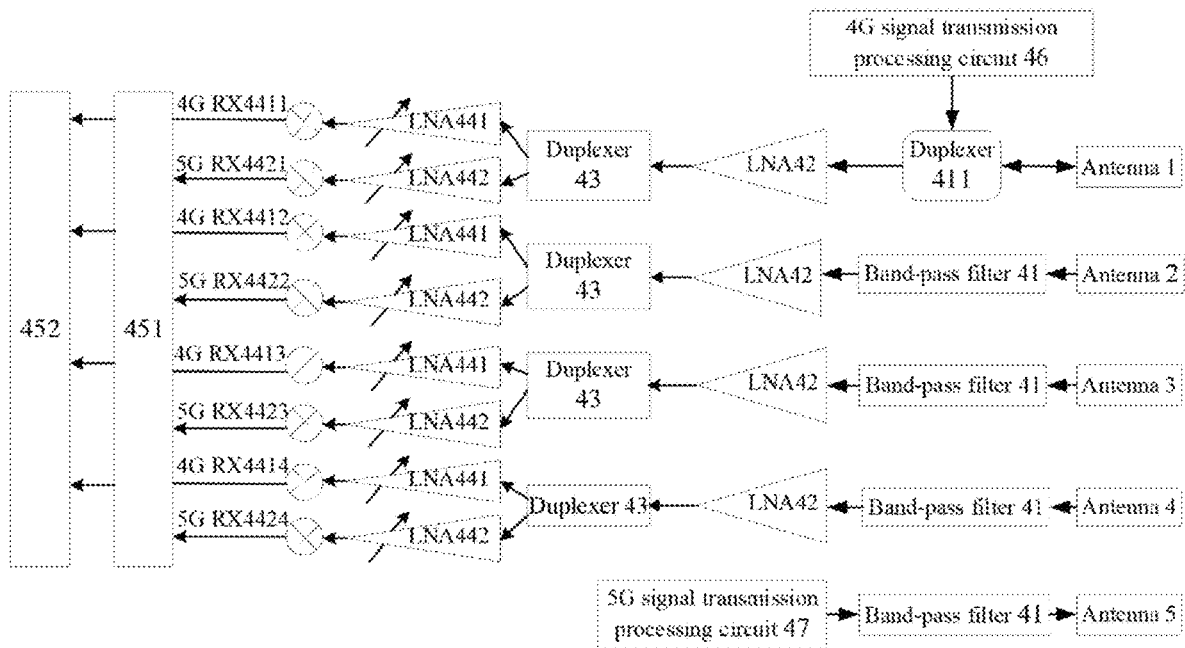 4G signal transmission
processing circuit 46
4G RX4411
LNA441
Duplexer
43
LNA42
Duplexer
411
Antenna 1
5G RX4421
LNA442
4G RX4412
LNA441
Duplexer
43
LNA42
Band-pass filter 41
Antenna 2
5G RX4422
LNA442
452
451
4G RX4413
LNA441
Duplexer
43
LNA42
Band-pass filter 41
Antenna 3
5G RX4423
LNA442
4G RX4414
LNA441
Duplexer 43
LNA42
Band-pass filter 41
Antenna 4
5G RX4424
LNA442
5G signal transmission
processing circuit 47
Band-pass filter 41
Antenna 5